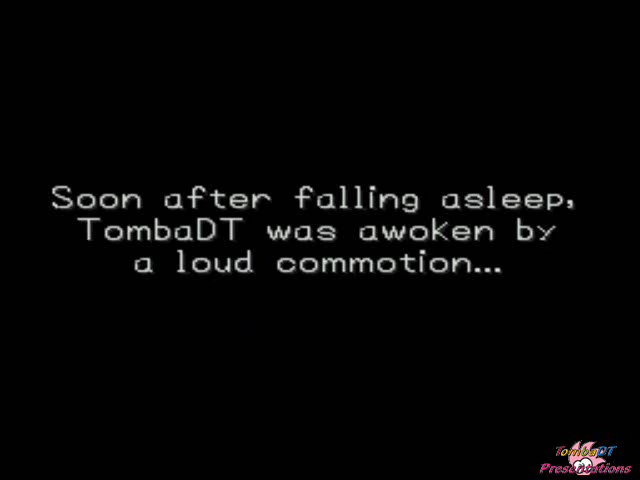 Soon after falling asleep,
TombaDT was awoken by
a loud commotion...
TombaDT
Presentations